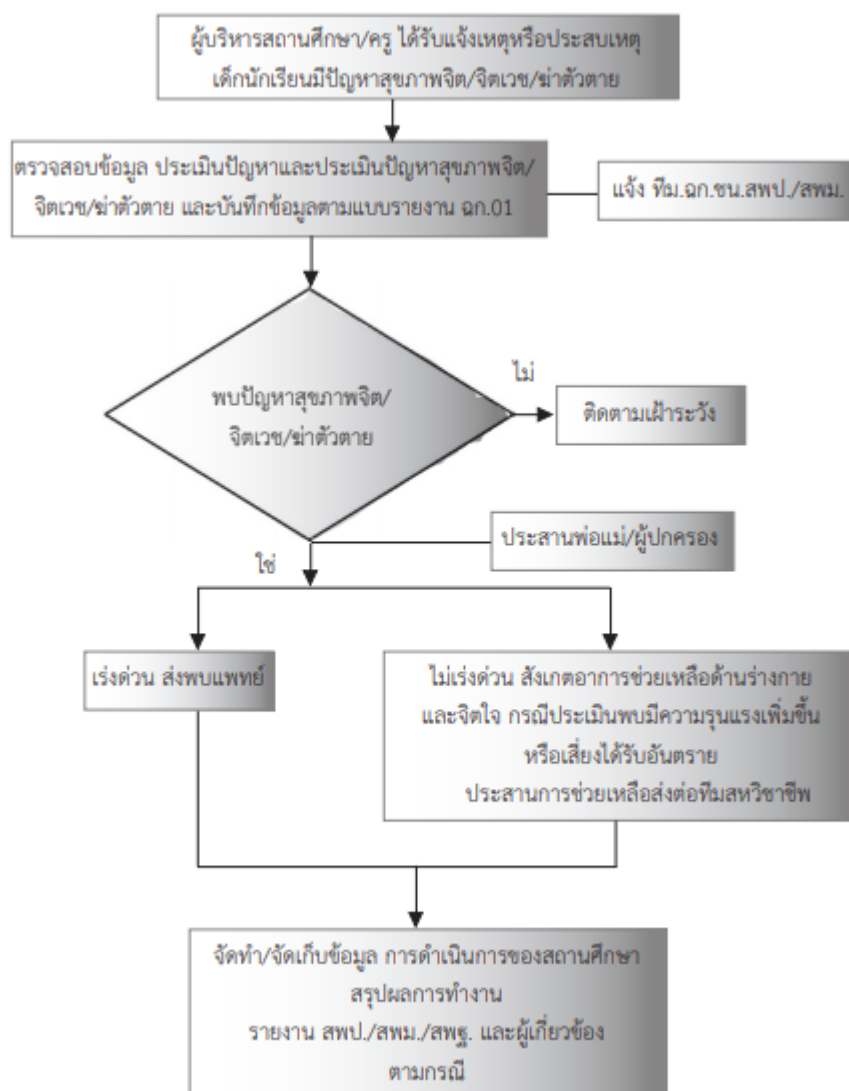 ผู้บริหารสถานศึกษา/ครู ได้รับแจ้งเหตุหรือประสบเหตุ
เด็กนักเรียนมีปัญหาสุขภาพจิต/จิตเวช/ฆ่าตัวตาย
ตรวจสอบข้อมูล ประเมินปัญหาและประเมินปัญหาสุขภาพจิต/
จิตเวช/ฆ่าตัวตาย และบันทึกข้อมูลตามแบบรายงาน ฉก.01
แจ้ง ทีม.ฉก.ชน.สพป./สพม.
พบปัญหาสุขภาพจิต/
จิตเวช/ฆ่าตัวตาย
ไม่
ติดตามเฝ้าระวัง
ประสานพ่อแม่/ผู้ปกครอง
ใช่
เร่งด่วน ส่งพบแพทย์
ไม่เร่งด่วน สังเกตอาการช่วยเหลือด้านร่างกาย
และจิตใจ กรณีประเมินพบมีความรุนแรงเพิ่มขึ้น
หรือเสี่ยงได้รับอันตราย
ประสานการช่วยเหลือส่งต่อทีมสหวิชาชีพ
จัดทำ/จัดเก็บข้อมูล การดำเนินการของสถานศึกษา
สรุปผลการทำงาน
รายงาน สพป./สพม./สพฐ. และผู้เกี่ยวข้อง
ตามกรณี